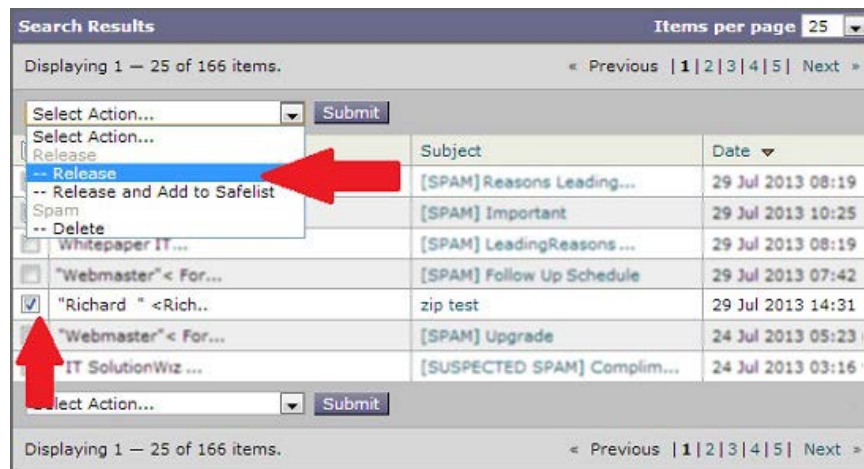 Search Results Items per page 25
Displaying 1 — 25 of 166 items. « Previous |1|2|3|4|5| Next »
Select Action... Submit
Select Action...
Release
-- Release
-- Release and Add to Safelist
Spam
-- Delete
Subject Date
[SPAM] Reasons Leading... 29 Jul 2013 08:19
[SPAM] Important 29 Jul 2013 10:25
Whitepaper IT... [SPAM] LeadingReasons ... 29 Jul 2013 08:19
"Webmaster"< For... [SPAM] Follow Up Schedule 29 Jul 2013 07:42
"Richard " <Rich.. zip test 29 Jul 2013 14:31
"Webmaster"< For... [SPAM] Upgrade 24 Jul 2013 05:23
IT SolutionWiz ... [SUSPECTED SPAM] Complim... 24 Jul 2013 03:16
Select Action... Submit
Displaying 1 — 25 of 166 items. « Previous |1|2|3|4|5| Next »